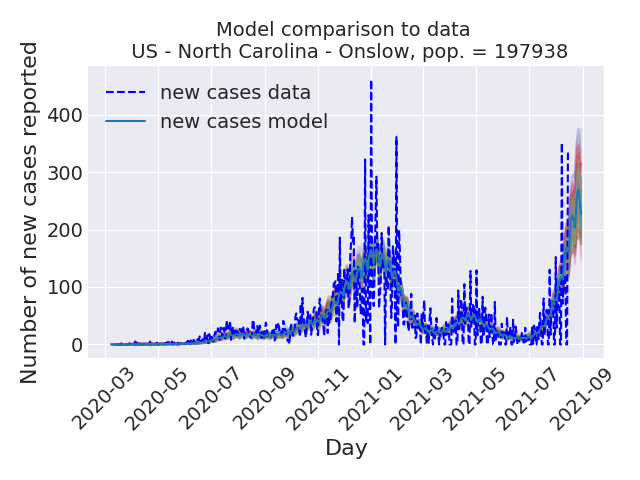 Model comparison to data
US - North Carolina - Onslow, pop. = 197938
Number of new cases reported
400
300
200
100
0
new cases data
new cases model
2020-03
2020-05
2020-07
2020-09
2020-11
2021-01
2021-03
2021-05
2021-07
2021-09
Day